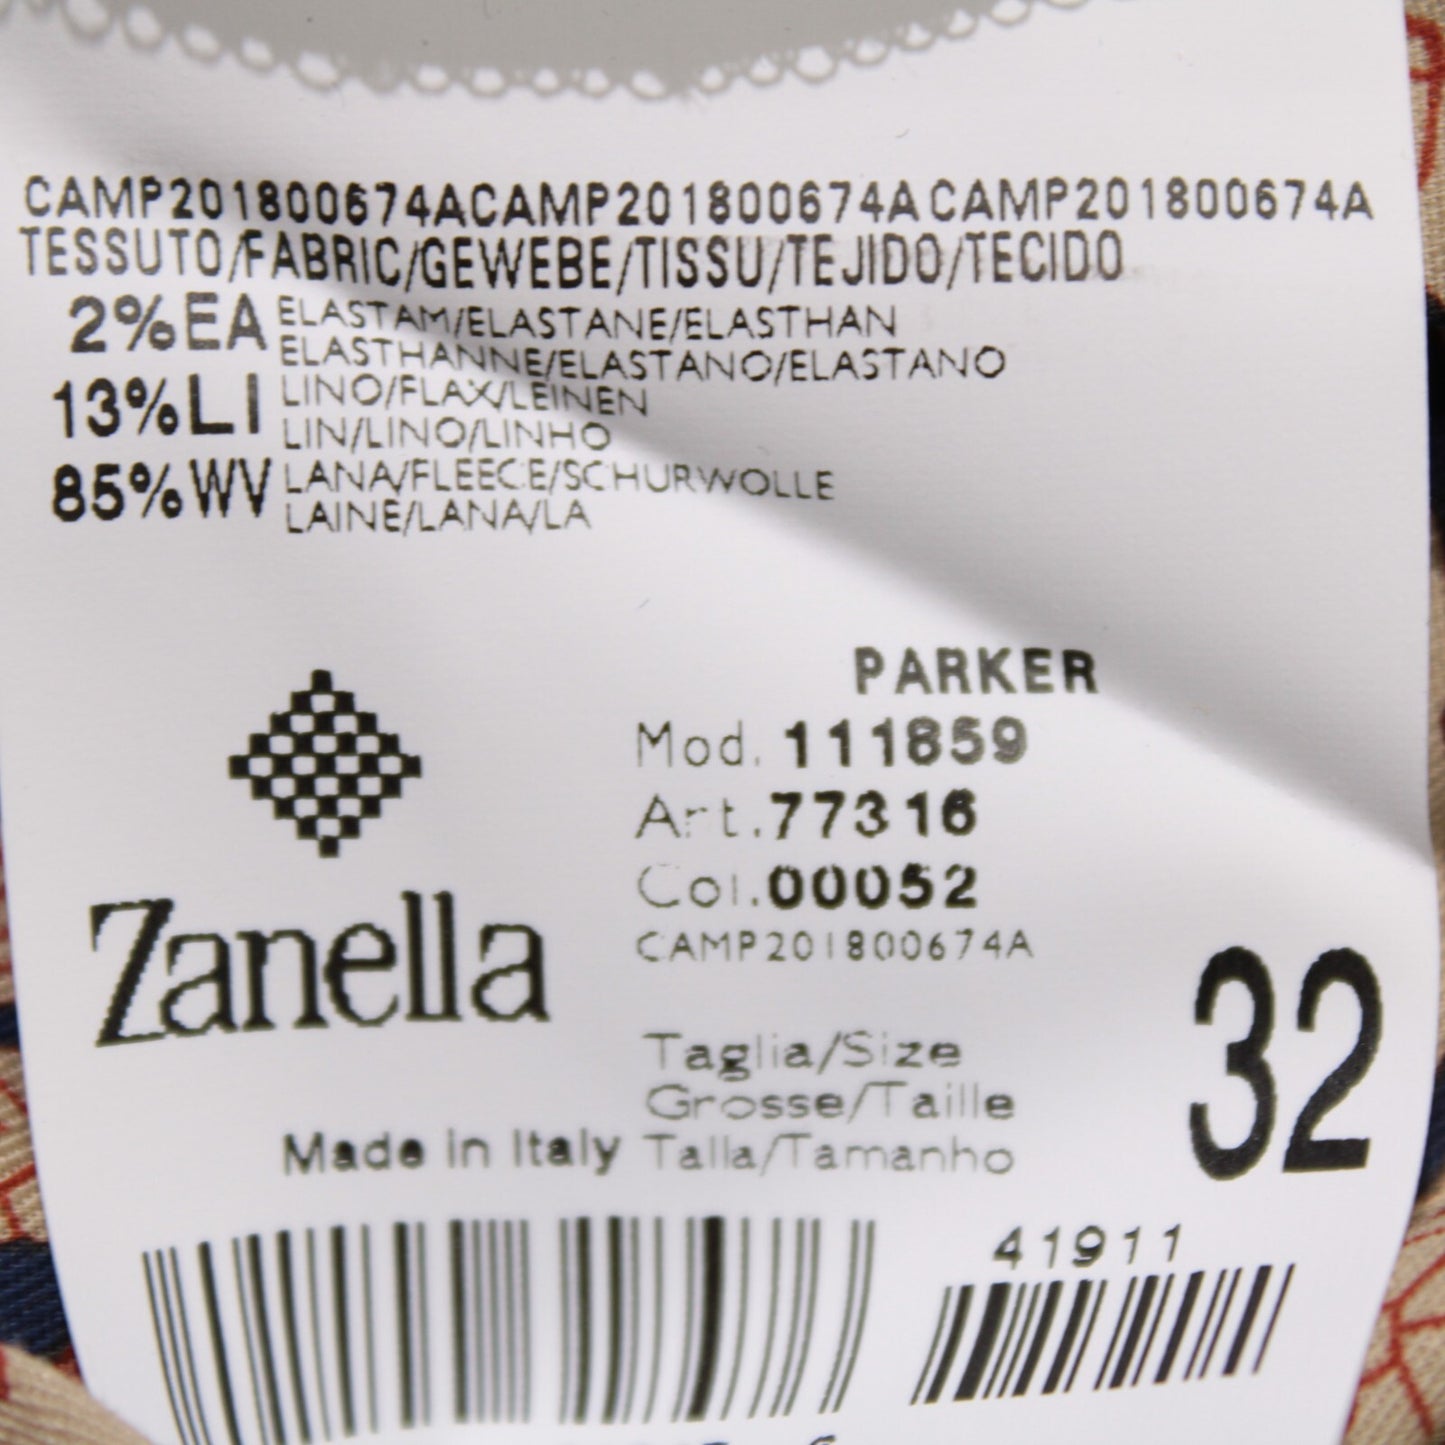 CAMP201800674ACAMP201800674ACAMP201800674A
TESSUTO/FABRIC/GEWEBE/TISSU/TEJIDO/TECIDO
2%EA ELASTAM/ELASTANE/ELASTHAN
ELASTHANNE/ELASTANO/ELASTANO
13%LI LINO/FLAX/LEINEN
LIN/LINO/LINHO
85%WV LANA/FLEECE/SCHURWOLLE
LAINE/LANA/LA
PARKER
Mod. 111859
Art.77316
Col.00052
CAMP201800674A
Zanella
Taglia/Size
Grosse/Taille
Talla/Tamanho
32
Made in Italy
41911